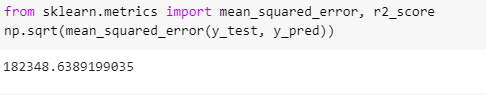 from sklearn.metrics import mean_squared_error, r2_score
np.sqrt(mean_squared_error(y_test, y_pred))
182348.6389199035